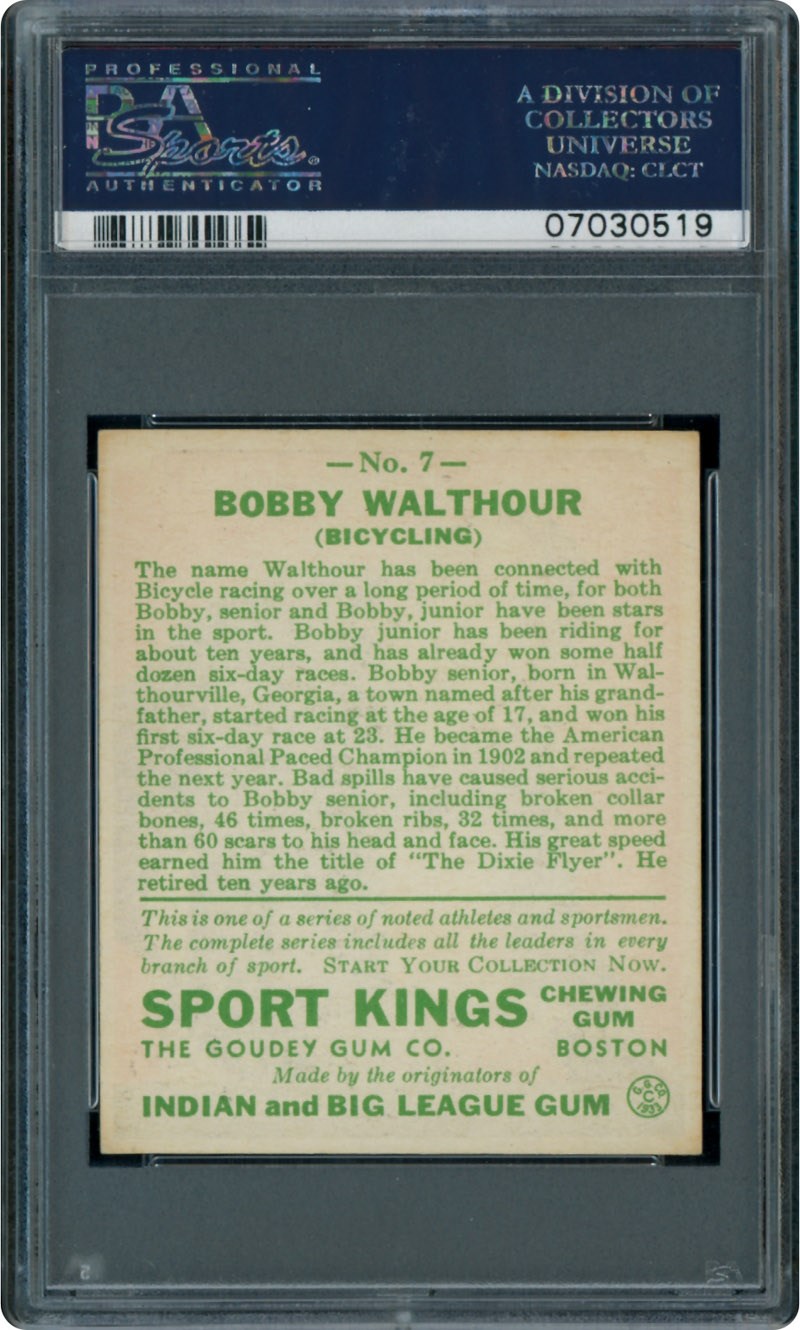 PROFESSIONAL
PSA
Sports
AUTHENTICATOR
A DIVISION OF
COLLECTORS
UNIVERSE
NASDAQ: CLCT
07030519
—No. 7—
BOBBY WALTHOUR
(BICYCLING)
The name Walthour has been connected with
Bicycle racing over a long period of time, for both
Bobby, senior and Bobby, junior have been stars
in the sport. Bobby junior has been riding for
about ten years, and has already won some half
dozen six-day races. Bobby senior, born in Wal-
thourville, Georgia, a town named after his grand-
father, started racing at the age of 17, and won his
first six-day race at 23. He became the American
Professional Paced Champion in 1902 and repeated
the next year. Bad spills have caused serious acci-
dents to Bobby senior, including broken collar
bones, 46 times, broken ribs, 32 times, and more
than 60 scars to his head and face. His great speed
earned him the title of "The Dixie Flyer". He
retired ten years ago.
This is one of a series of noted athletes and sportsmen.
The complete series includes all the leaders in every
branch of sport. START YOUR COLLECTION NOW.
SPORT KINGS CHEWING GUM
THE GOUDEY GUM CO. BOSTON
Made by the originators of
INDIAN and BIG LEAGUE GUM
G.G.CO.
C
1933